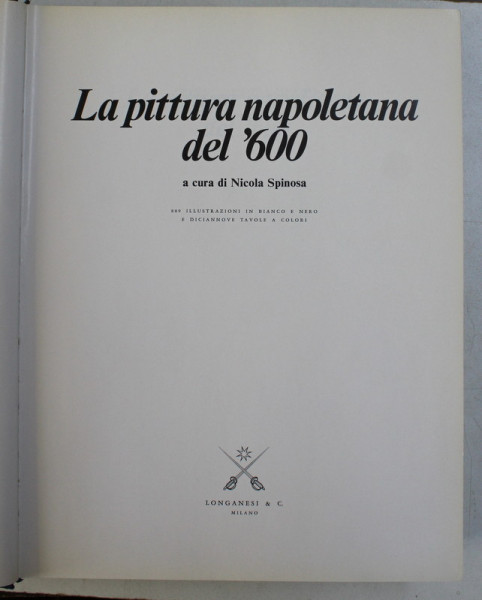 La pittura napoletana
del '600
a cura di Nicola Spinosa
ILLUSTRAZIONI IN BIANCO E NERO
E DICIANNOVE TAVOLE A COLORI
LONGANESI & C.
MILANO